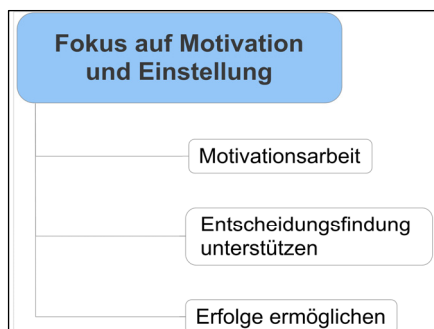 Fokus auf Motivation
und Einstellung
Motivationsarbeit
Entscheidungsfindung
unterstützen
Erfolge ermöglichen